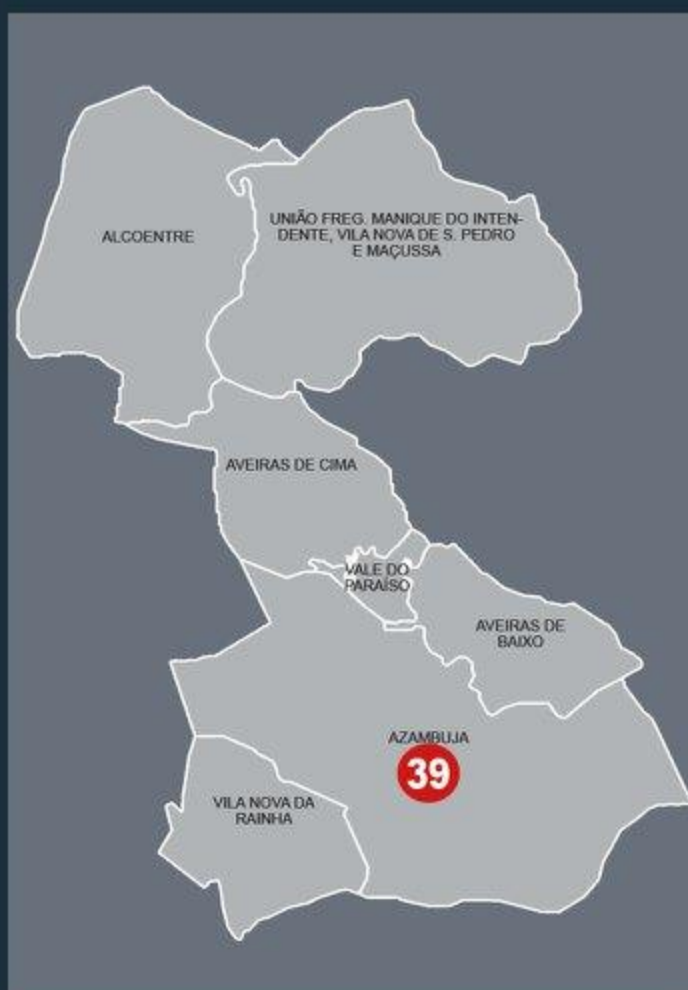 ALCOENTRE
UNIÃO FREG. MANIQUE DO INTEN-
DENTE, VILA NOVA DE S. PEDRO
E MAÇUSSA
AVEIRAS DE CIMA
VALE DO
PARAÍSO
AVEIRAS DE
BAIXO
AZAMBUJA
39
VILA NOVA DA
RAINHA